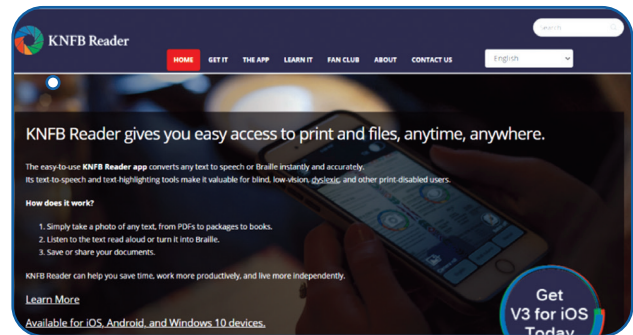 search
KNFB Reader
HOME GET IT THE APP LEARN IT FAN CLUB ABOUT CONTACT US English
KNFB Reader gives you easy access to print and files, anytime, anywhere.
The easy-to-use KNFB Reader app converts any text to speech or Braille instantly and accurately.
Its text-to-speech and text-highlighting tools make it valuable for blind, low-vision, dyslexic, and other print-disabled users.
How does it work?
1. Simply take a photo of any text, from PDFs to packages to books.
2. Listen to the text read aloud or turn it into Braille.
3. Save or share your documents.
KNFB Reader can help you save time, work more productively, and live more independently.
Learn More
Available for iOS, Android, and Windows 10 devices.
Get
V3 for iOS
Today